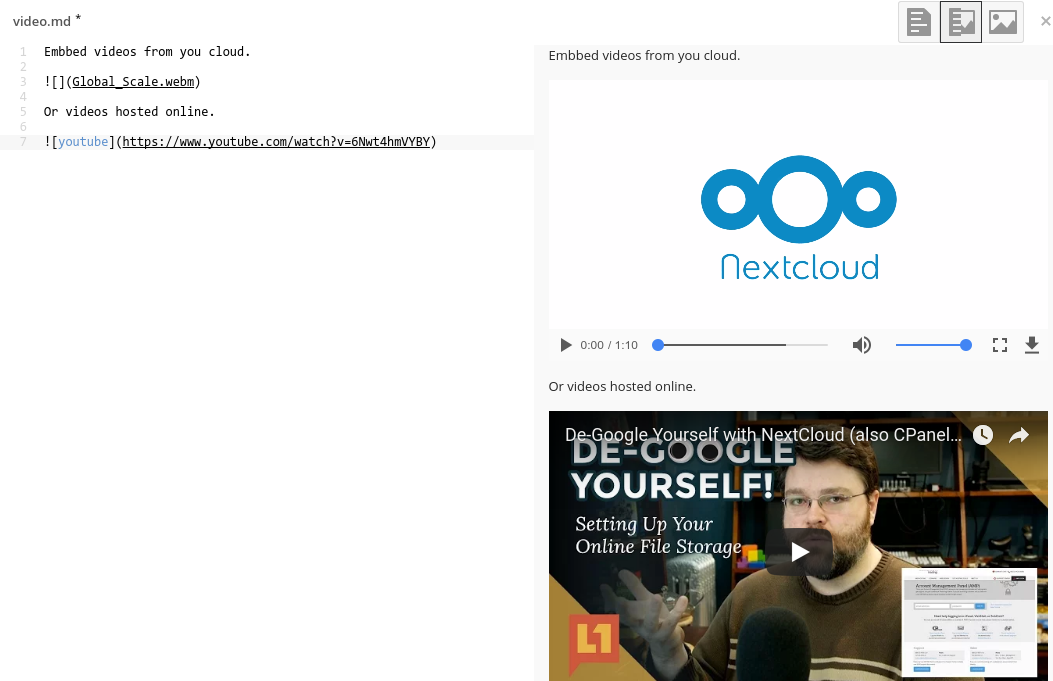 video.md *
1 Embbed videos from you cloud.
2
3 ![](Global_Scale.webm)
4
5 Or videos hosted online.
6
7 ![youtube](https://www.youtube.com/watch?v=6Nwt4hmVYBY)
Embbed videos from you cloud.
Nextcloud
0:00 / 1:10
Or videos hosted online.
De-Google Yourself with NextCloud (also CPanel...
DE-GOOGLE
YOURSELF!
Setting Up Your
Online File Storage
L1